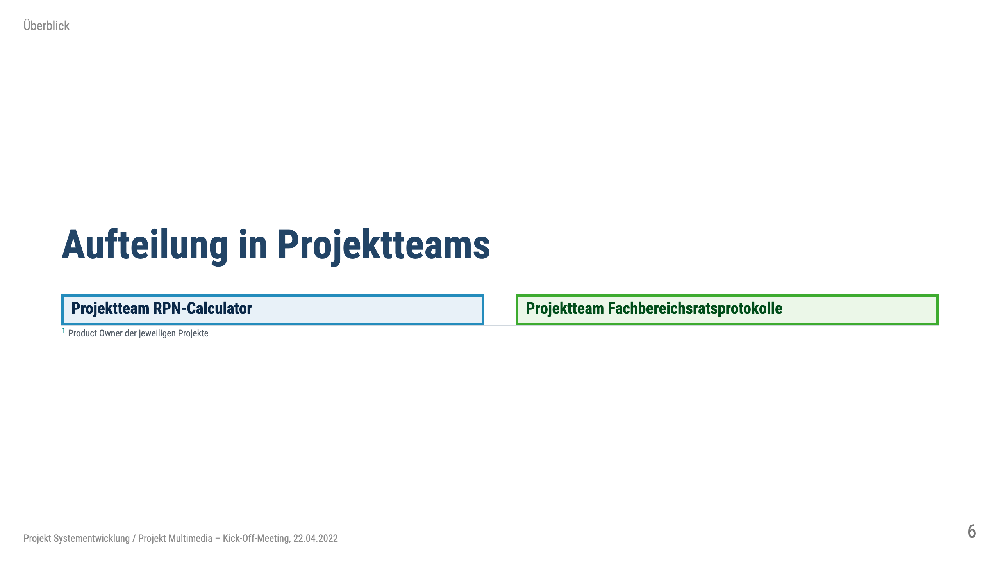 Überblick
Aufteilung in Projektteams
Projektteam RPN-Calculator
Projektteam Fachbereichsratsprotokolle
1 Product Owner der jeweiligen Projekte
Projekt Systementwicklung / Projekt Multimedia – Kick-Off-Meeting, 22.04.2022
6